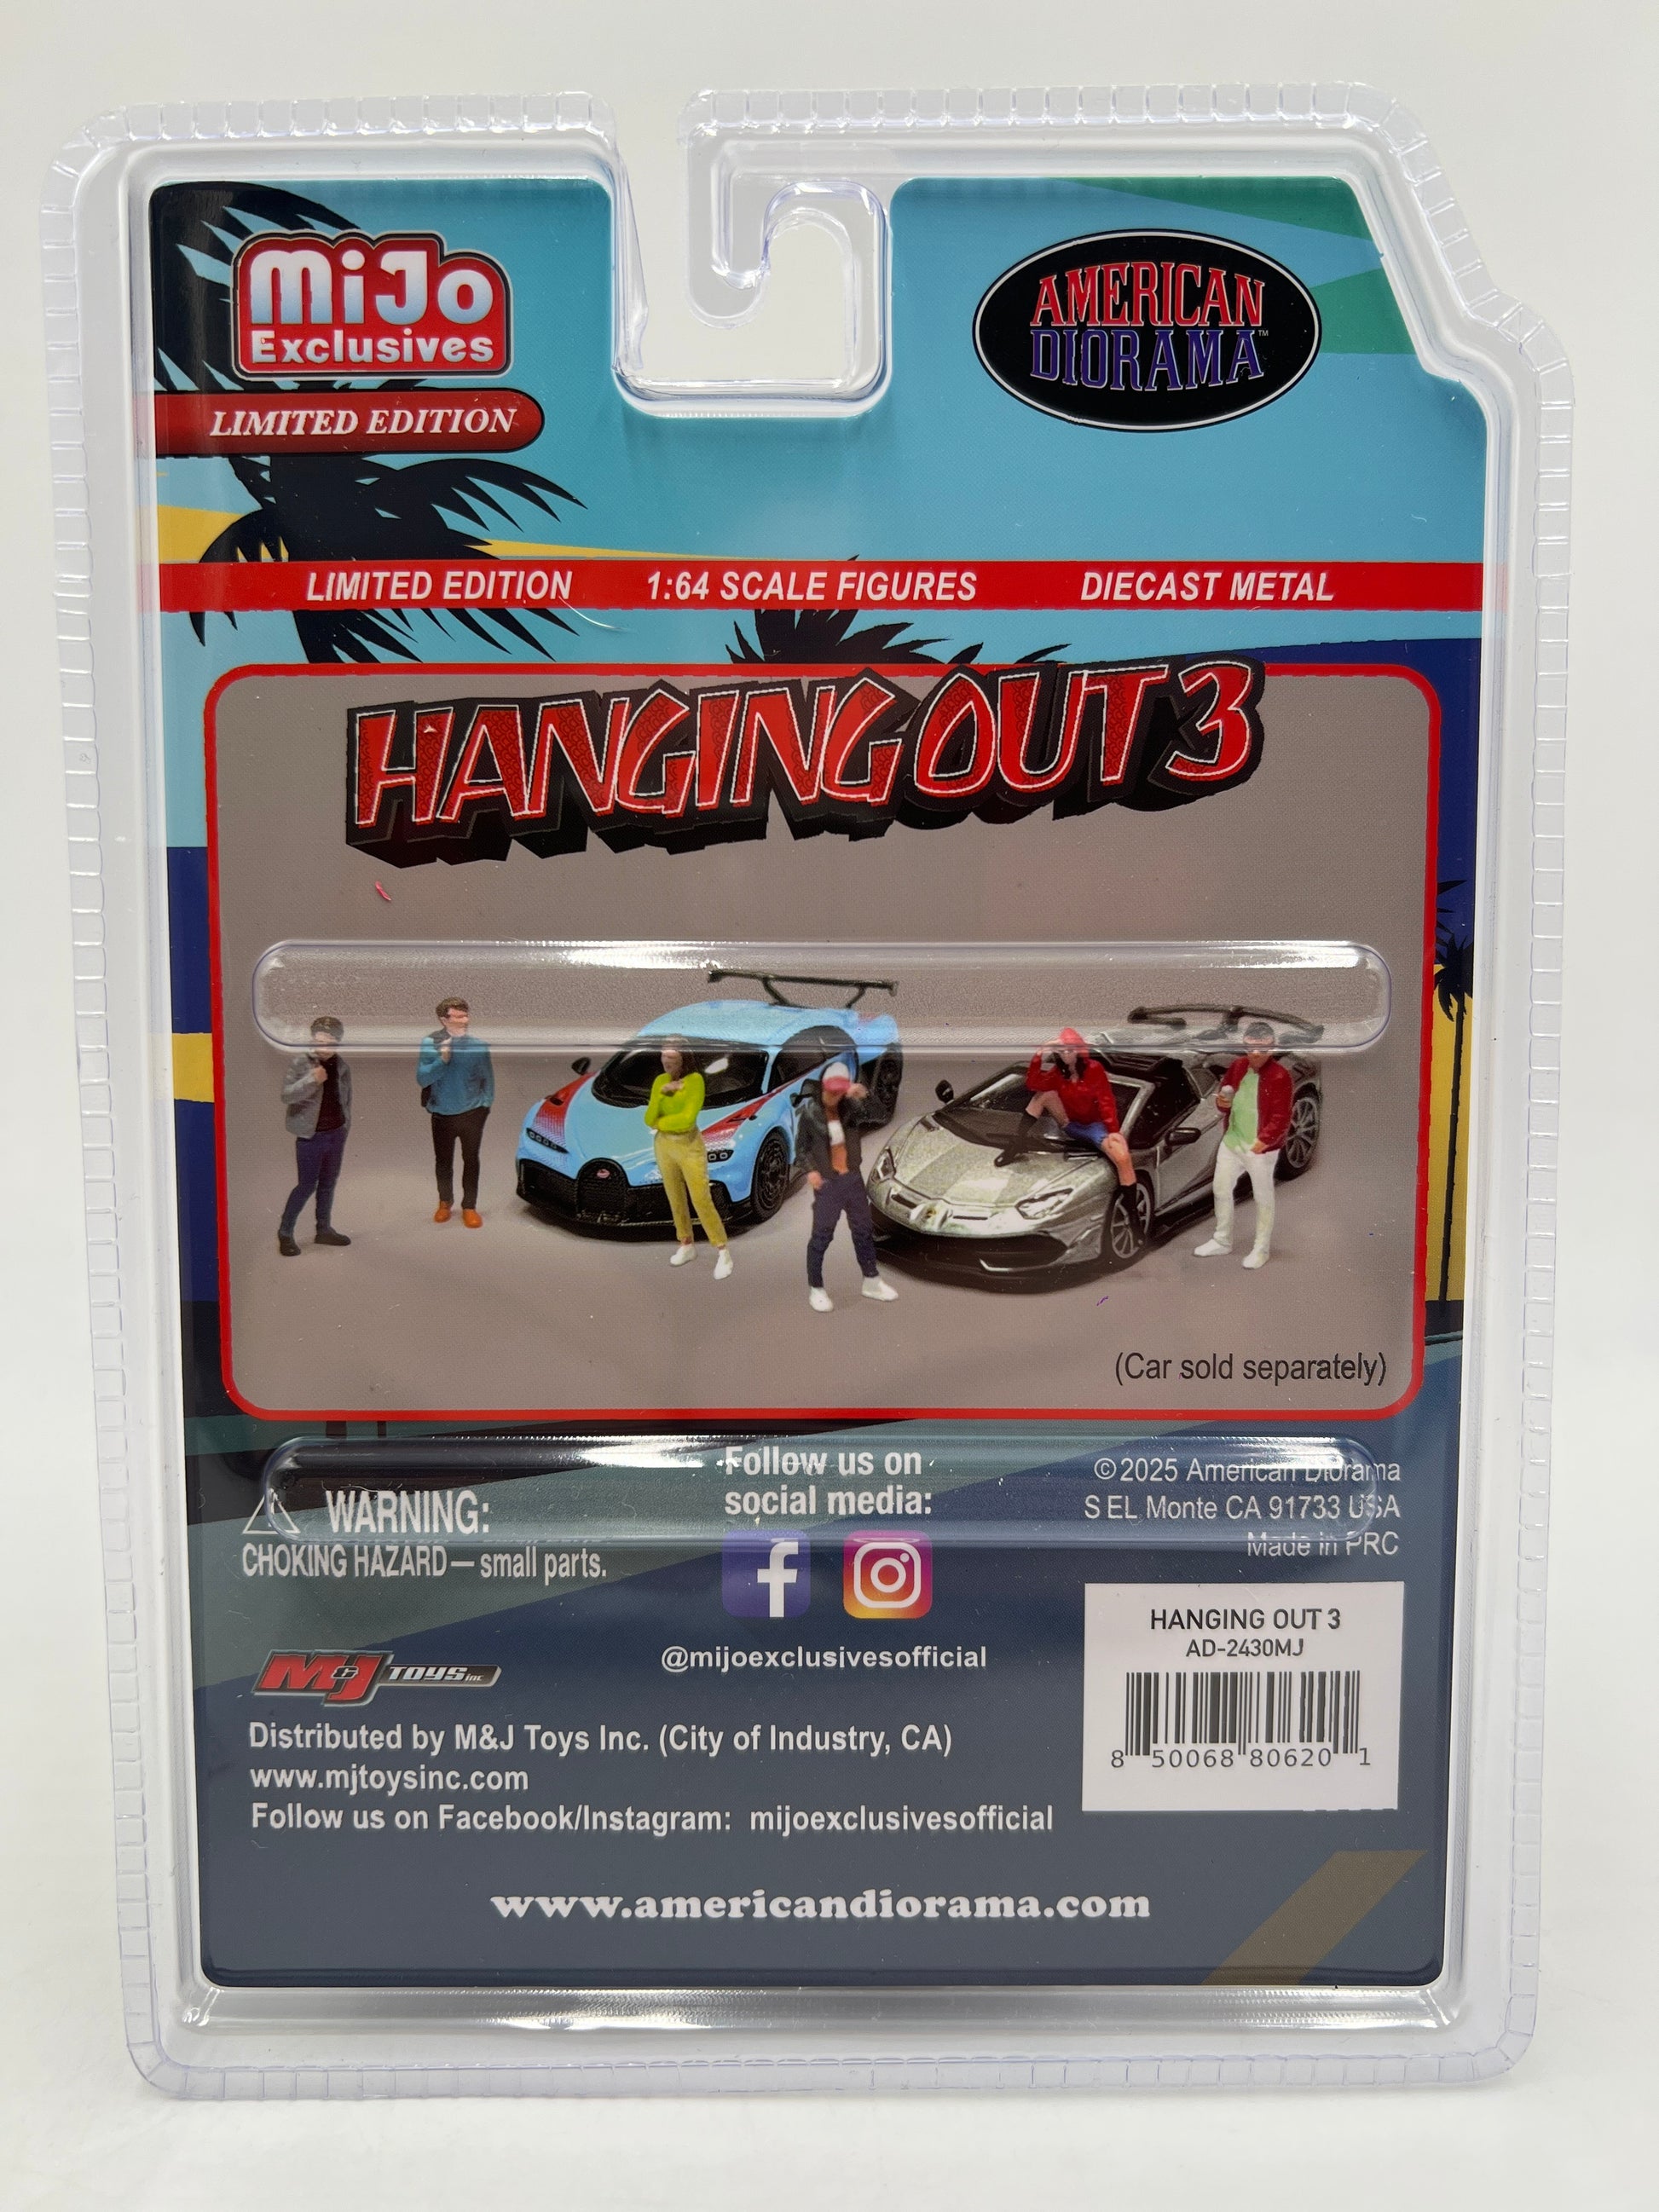 MiJo
Exclusives
LIMITED EDITION
AMERICAN
DIORAMA™
LIMITED EDITION 1:64 SCALE FIGURES DIECAST METAL
HANGING OUT 3
(Car sold separately)
WARNING:
CHOKING HAZARD — small parts.
Follow us on
social media:
@mijoexclusivesofficial
©2025 American Diorama
S EL Monte CA 91733 USA
Made in PRC
HANGING OUT 3
AD-2430MJ
8 50068 80620 1
M&J TOYS inc
Distributed by M&J Toys Inc. (City of Industry, CA)
www.mjtoysinc.com
Follow us on Facebook/Instagram: mijoexclusivesofficial
www.americandiorama.com